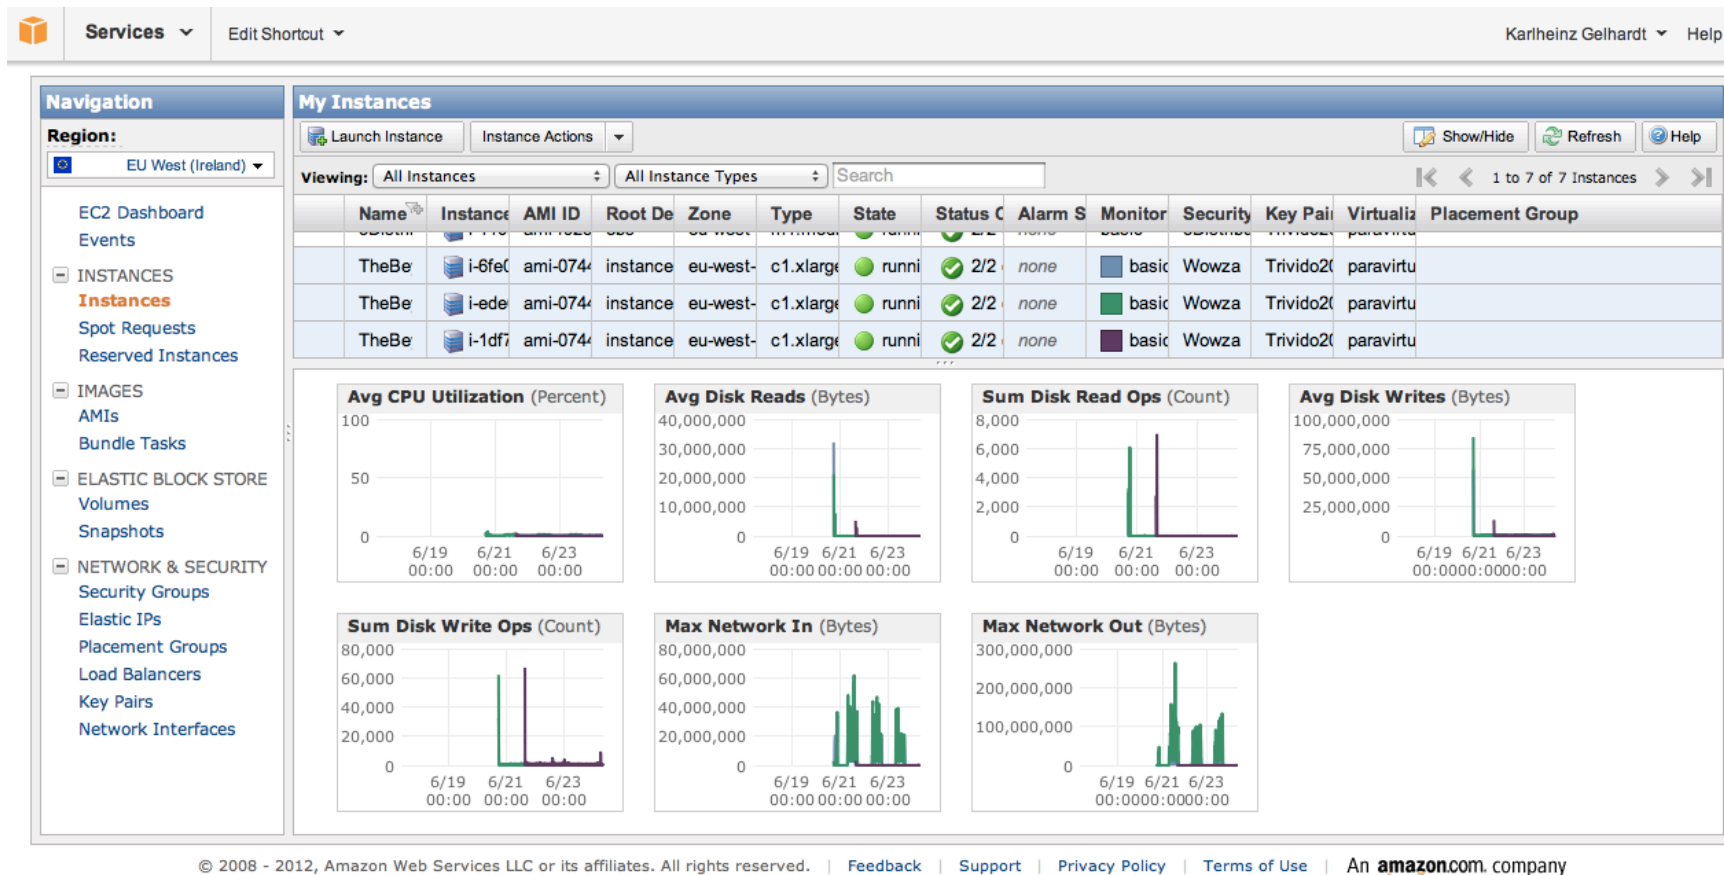 Services Edit Shortcut Karlheinz Gelhardt Help
Navigation
Region:
EU West (Ireland)
EC2 Dashboard
Events
INSTANCES
Instances
Spot Requests
Reserved Instances
IMAGES
AMIs
Bundle Tasks
ELASTIC BLOCK STORE
Volumes
Snapshots
NETWORK & SECURITY
Security Groups
Elastic IPs
Placement Groups
Load Balancers
Key Pairs
Network Interfaces
My Instances
Launch Instance Instance Actions Show/Hide Refresh Help
Viewing: All Instances All Instance Types Search 1 to 7 of 7 Instances
Name Instance AMI ID Root De Zone Type State Status C Alarm S Monitor Security Key Pai Virtualiz Placement Group
TheBe i-6fe0 ami-0744 instance eu-west- c1.xlarge runni 2/2 none basic Wowza Trivido20 paravirtu
TheBe i-ede ami-0744 instance eu-west- c1.xlarge runni 2/2 none basic Wowza Trivido20 paravirtu
TheBe i-1df7 ami-0744 instance eu-west- c1.xlarge runni 2/2 none basic Wowza Trivido20 paravirtu
Avg CPU Utilization (Percent)
100
50
0
6/19 6/21 6/23
00:00 00:00 00:00
Avg Disk Reads (Bytes)
40,000,000
30,000,000
20,000,000
10,000,000
0
6/19 6/21 6/23
00:00 00:00 00:00
Sum Disk Read Ops (Count)
8,000
6,000
4,000
2,000
0
6/19 6/21 6/23
00:00 00:00 00:00
Avg Disk Writes (Bytes)
100,000,000
75,000,000
50,000,000
25,000,000
0
6/19 6/21 6/23
00:0000:0000:00
Sum Disk Write Ops (Count)
80,000
60,000
40,000
20,000
0
6/19 6/21 6/23
00:00 00:00 00:00
Max Network In (Bytes)
80,000,000
60,000,000
40,000,000
20,000,000
0
6/19 6/21 6/23
00:00 00:00 00:00
Max Network Out (Bytes)
300,000,000
200,000,000
100,000,000
0
6/19 6/21 6/23
00:0000:0000:00
© 2008 - 2012, Amazon Web Services LLC or its affiliates. All rights reserved. | Feedback | Support | Privacy Policy | Terms of Use | An amazon.com. company